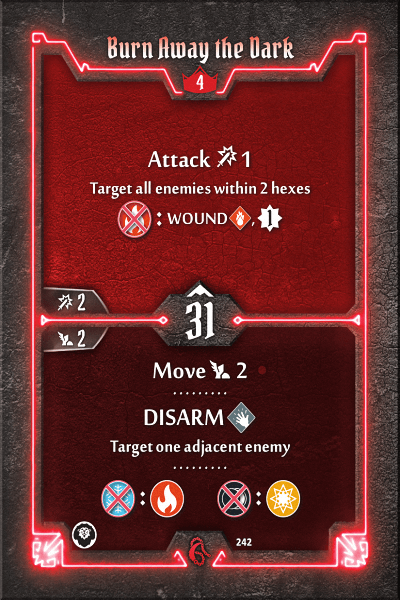 Burn Away the Dark
4
Attack 1
Target all enemies within 2 hexes
: WOUND , 1
2
31
2
Move 2
DISARM
Target one adjacent enemy
: :
242